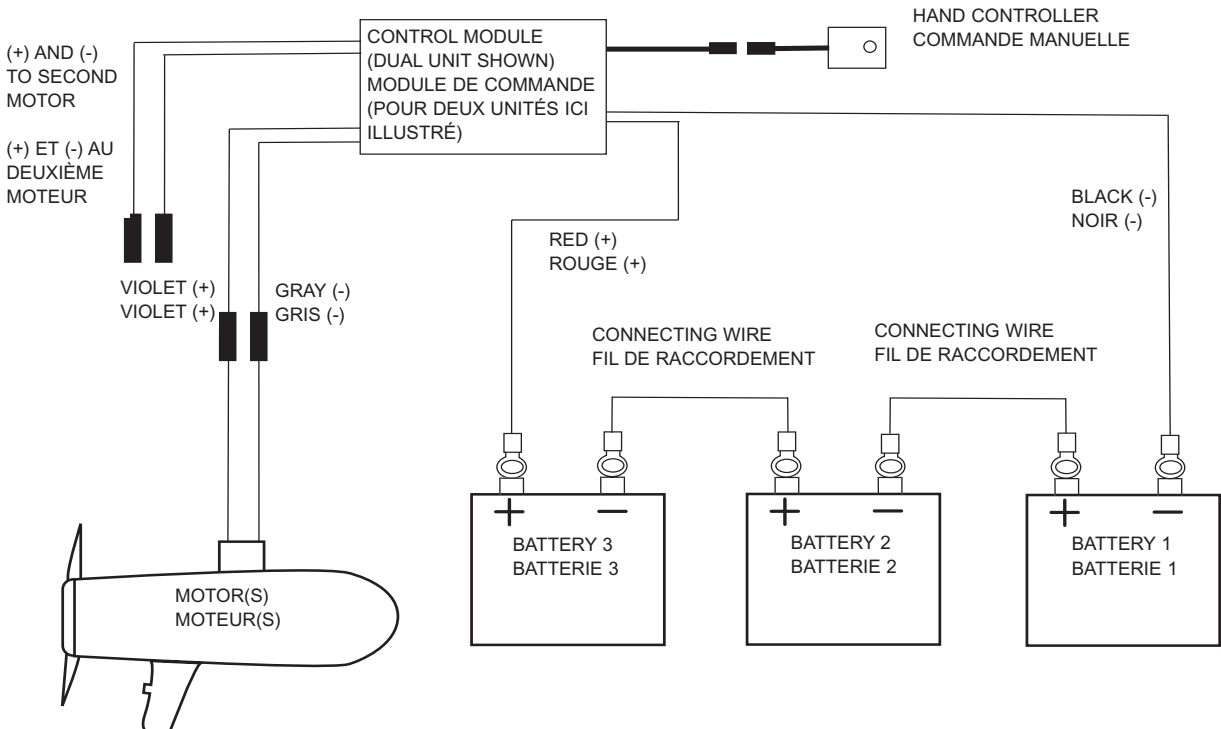 (+) AND (-)
TO SECOND
MOTOR
(+) ET (-) AU
DEUXIÈME
MOTEUR
CONTROL MODULE
(DUAL UNIT SHOWN)
MODULE DE COMMANDE
(POUR DEUX UNITÉS ICI
ILLUSTRÉ)
HAND CONTROLLER
COMMANDE MANUELLE
VIOLET (+)
VIOLET (+)
GRAY (-)
GRIS (-)
RED (+)
ROUGE (+)
BLACK (-)
NOIR (-)
CONNECTING WIRE
FIL DE RACCORDEMENT
CONNECTING WIRE
FIL DE RACCORDEMENT
+ −
BATTERY 3
BATTERIE 3
+ −
BATTERY 2
BATTERIE 2
+ −
BATTERY 1
BATTERIE 1
MOTOR(S)
MOTEUR(S)